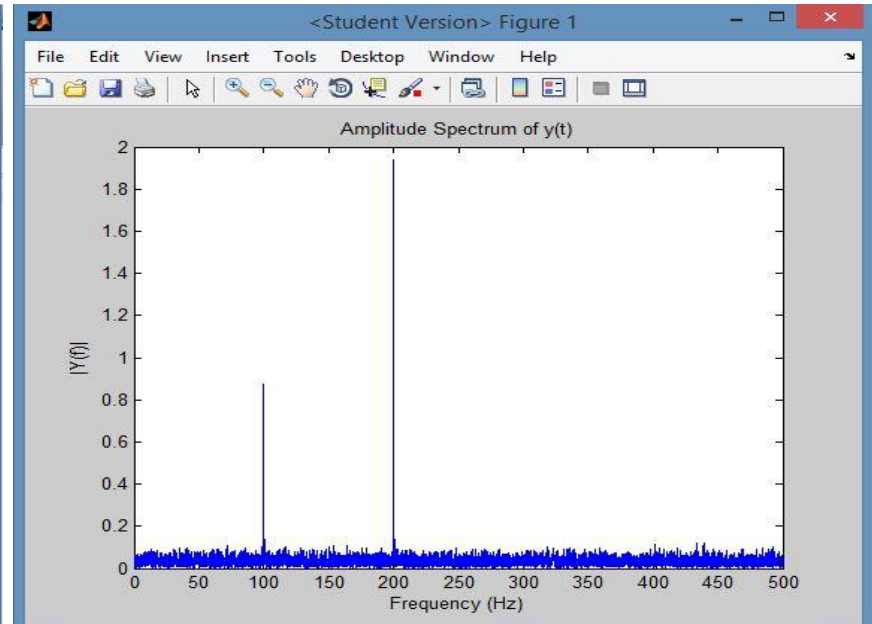 <Student Version> Figure 1
File Edit View Insert Tools Desktop Window Help
Amplitude Spectrum of y(t)
2
1.8
1.6
1.4
1.2
1
0.8
0.6
0.4
0.2
0
|Y(f)|
0 50 100 150 200 250 300 350 400 450 500
Frequency (Hz)